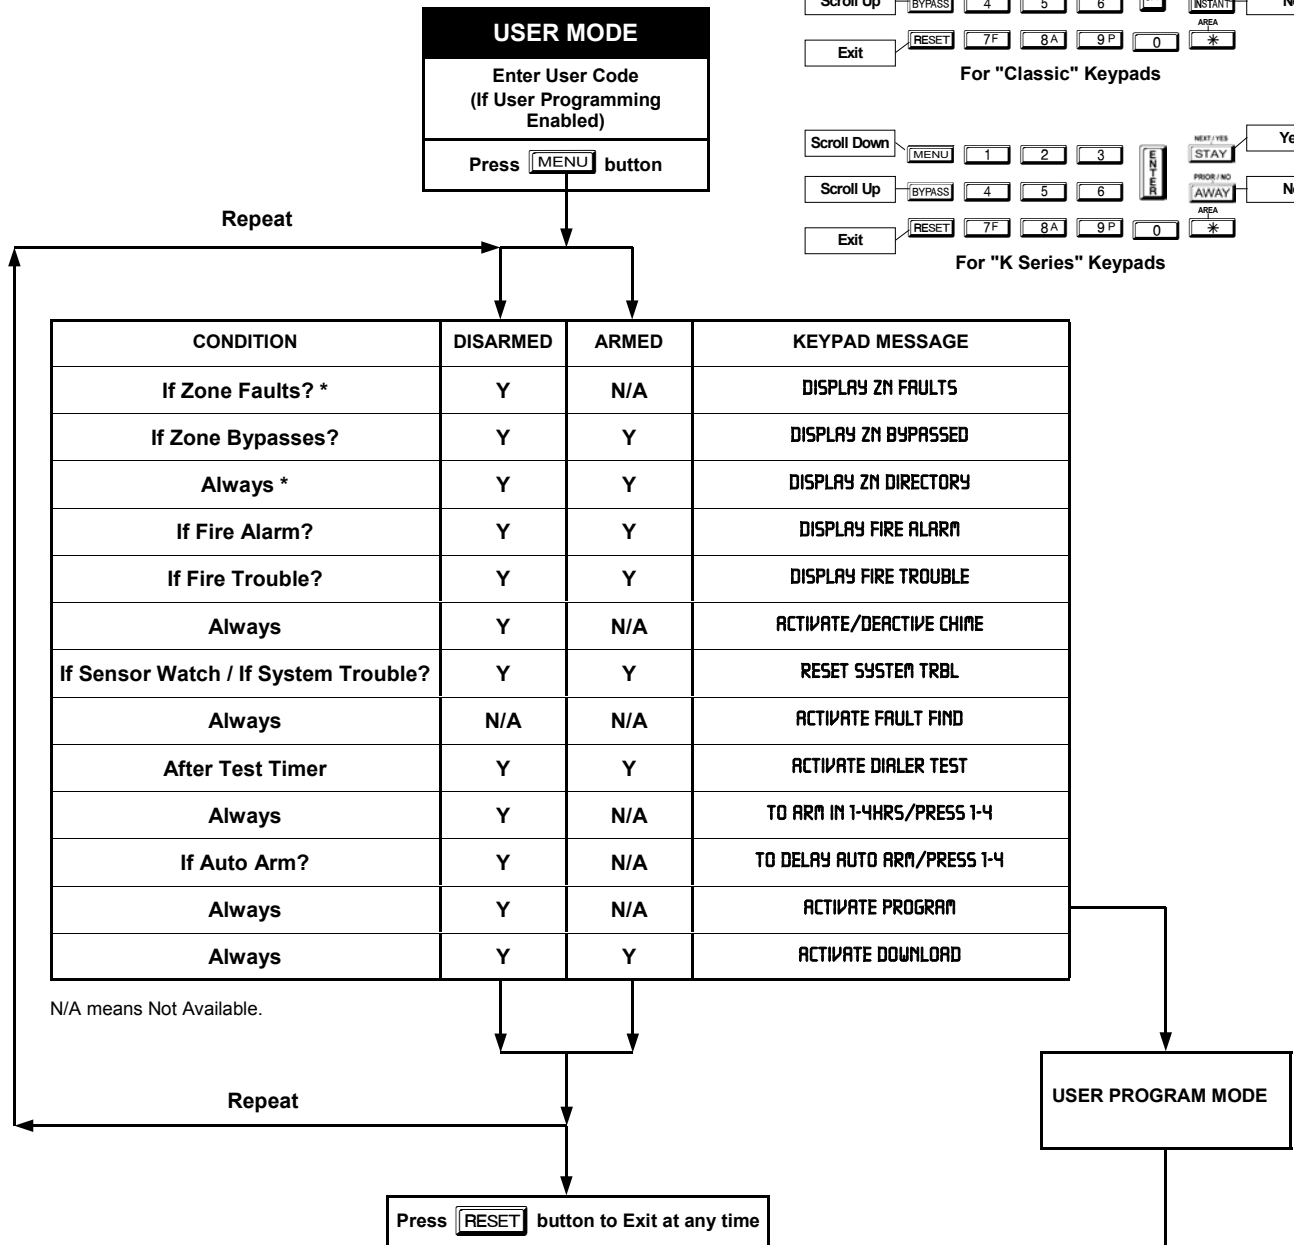 USER MODE
Enter User Code
(If User Programming
Enabled)
Press MENU button
Scroll Up BYPASS 4 5 6 INSTANT
AREA
Exit RESET 7F 8A 9P 0 *
For "Classic" Keypads
NEXT / YES
Scroll Down MENU 1 2 3 ENTER STAY
PRIOR / NO
Scroll Up BYPASS 4 5 6 AWAY
AREA
Exit RESET 7F 8A 9P 0 *
For "K Series" Keypads
Repeat
CONDITION DISARMED ARMED KEYPAD MESSAGE
If Zone Faults? * Y N/A DISPLAY ZN FAULTS
If Zone Bypasses? Y Y DISPLAY ZN BYPASSED
Always * Y Y DISPLAY ZN DIRECTORY
If Fire Alarm? Y Y DISPLAY FIRE ALARM
If Fire Trouble? Y Y DISPLAY FIRE TROUBLE
Always Y N/A ACTIVATE/DEACTIVE CHIME
If Sensor Watch / If System Trouble? Y Y RESET SYSTEM TRBL
Always N/A N/A ACTIVATE FAULT FIND
After Test Timer Y Y ACTIVATE DIALER TEST
Always Y N/A TO ARM IN 1-4HRS/PRESS 1-4
If Auto Arm? Y N/A TO DELAY AUTO ARM/PRESS 1-4
Always Y N/A ACTIVATE PROGRAM
Always Y Y ACTIVATE DOWNLOAD
N/A means Not Available.
Repeat
USER PROGRAM MODE
Press RESET button to Exit at any time